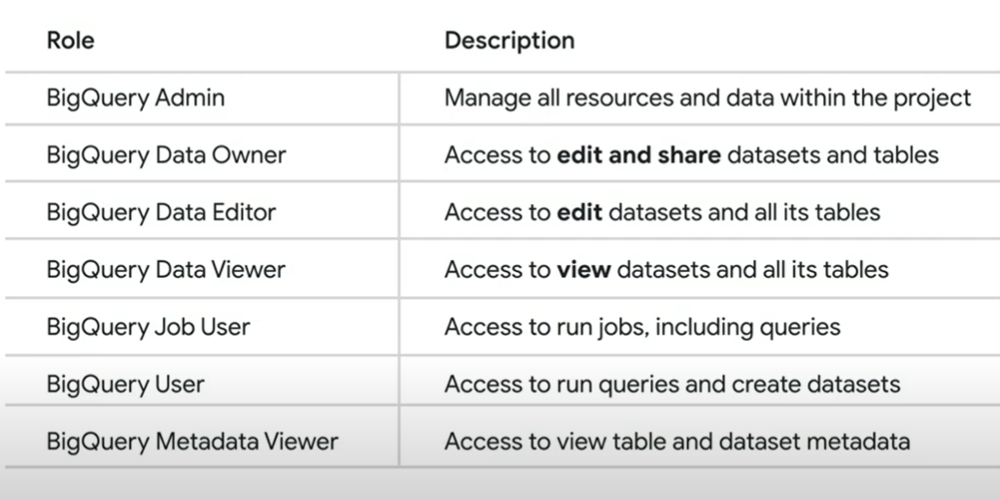 Role Description
BigQuery Admin Manage all resources and data within the project
BigQuery Data Owner Access to edit and share datasets and tables
BigQuery Data Editor Access to edit datasets and all its tables
BigQuery Data Viewer Access to view datasets and all its tables
BigQuery Job User Access to run jobs, including queries
BigQuery User Access to run queries and create datasets
BigQuery Metadata Viewer Access to view table and dataset metadata